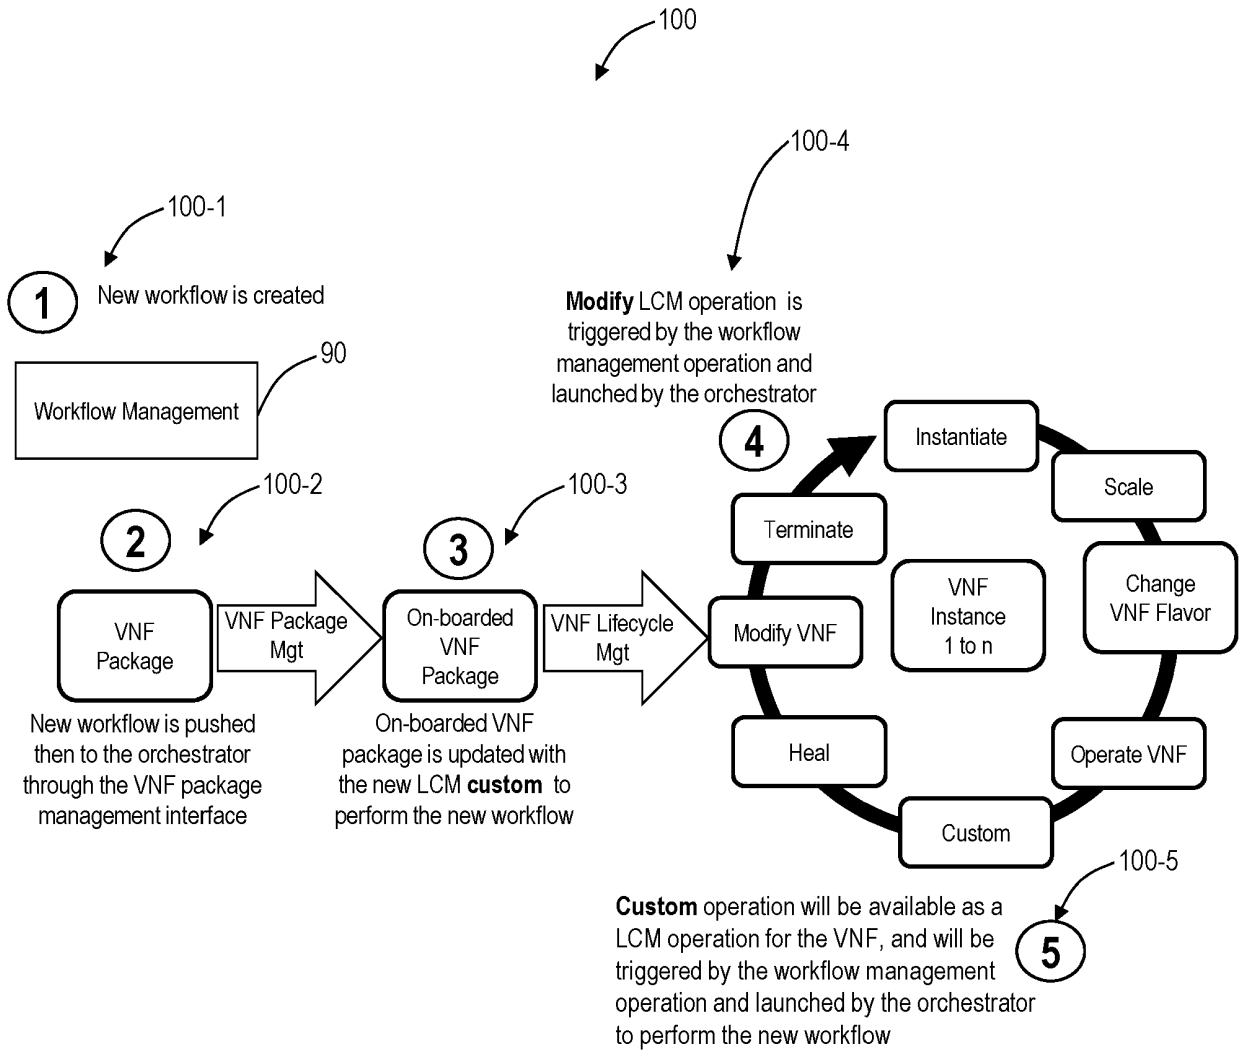 100
100-4
100-1
1
New workflow is created
Modify LCM operation is
triggered by the workflow
management operation and
launched by the orchestrator
90
Workflow Management
4
Instantiate
100-2
100-3
Scale
2
3
Terminate
VNF
Package
VNF Package
Mgt
On-boarded
VNF
Package
VNF Lifecycle
Mgt
Modify VNF
VNF
Instance
1 to n
Change
VNF Flavor
New workflow is pushed
then to the orchestrator
through the VNF package
management interface
On-boarded VNF
package is updated with
the new LCM custom to
perform the new workflow
Heal
Operate VNF
Custom
100-5
Custom operation will be available as a
LCM operation for the VNF, and will be
triggered by the workflow management
operation and launched by the orchestrator
to perform the new workflow
5